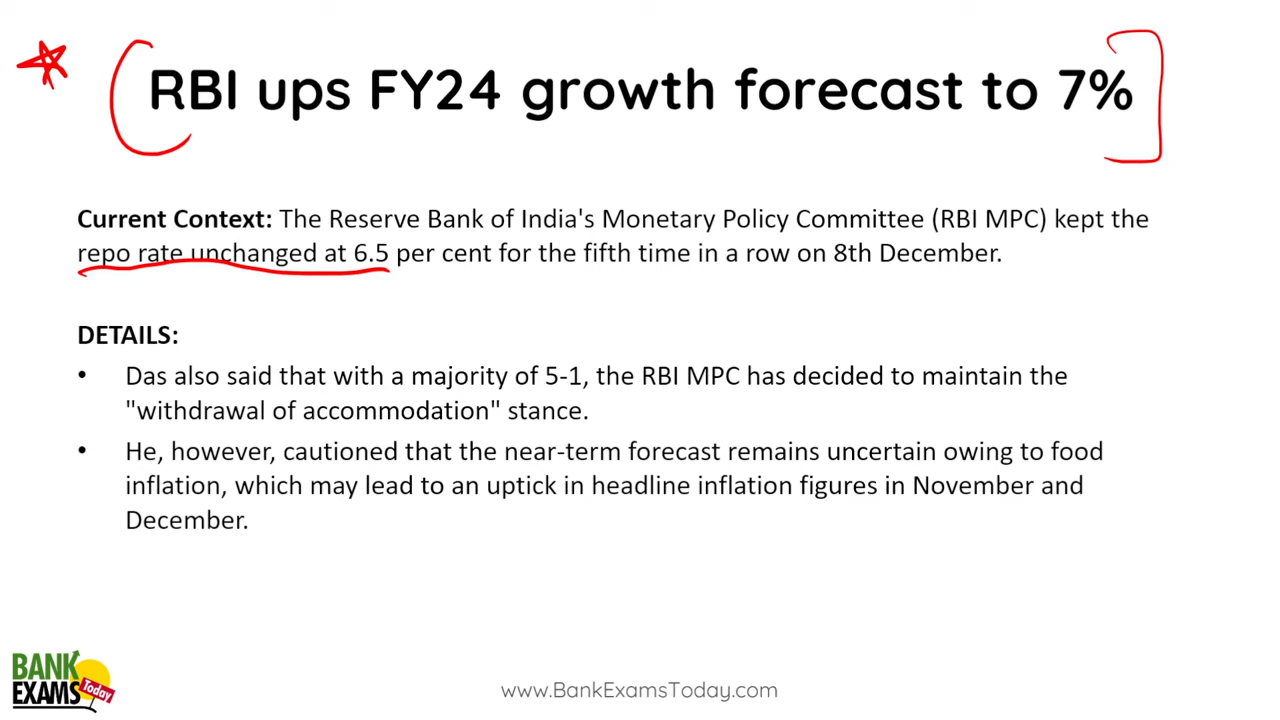 RBI ups FY24 growth forecast to 7%
Current Context: The Reserve Bank of India's Monetary Policy Committee (RBI MPC) kept the
repo rate unchanged at 6.5 per cent for the fifth time in a row on 8th December.
DETAILS:
• Das also said that with a majority of 5-1, the RBI MPC has decided to maintain the
"withdrawal of accommodation" stance.
• He, however, cautioned that the near-term forecast remains uncertain owing to food
inflation, which may lead to an uptick in headline inflation figures in November and
December.
BANK
EXAMS Today
www.BankExamsToday.com